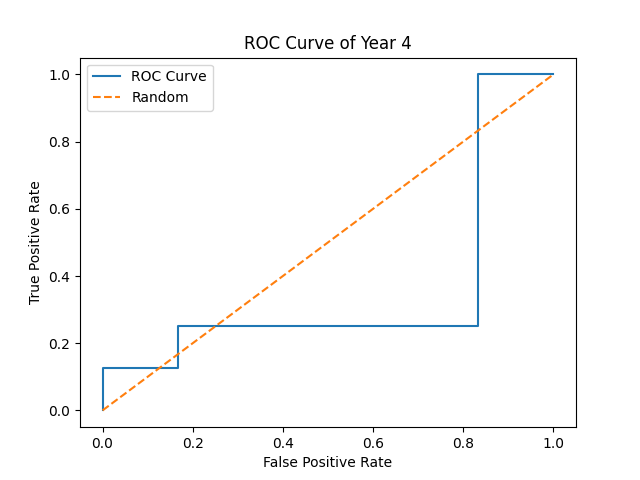 ROC Curve of Year 4
ROC Curve
Random
True Positive Rate
1.0
0.8
0.6
0.4
0.2
0.0
0.0 0.2 0.4 0.6 0.8 1.0
False Positive Rate